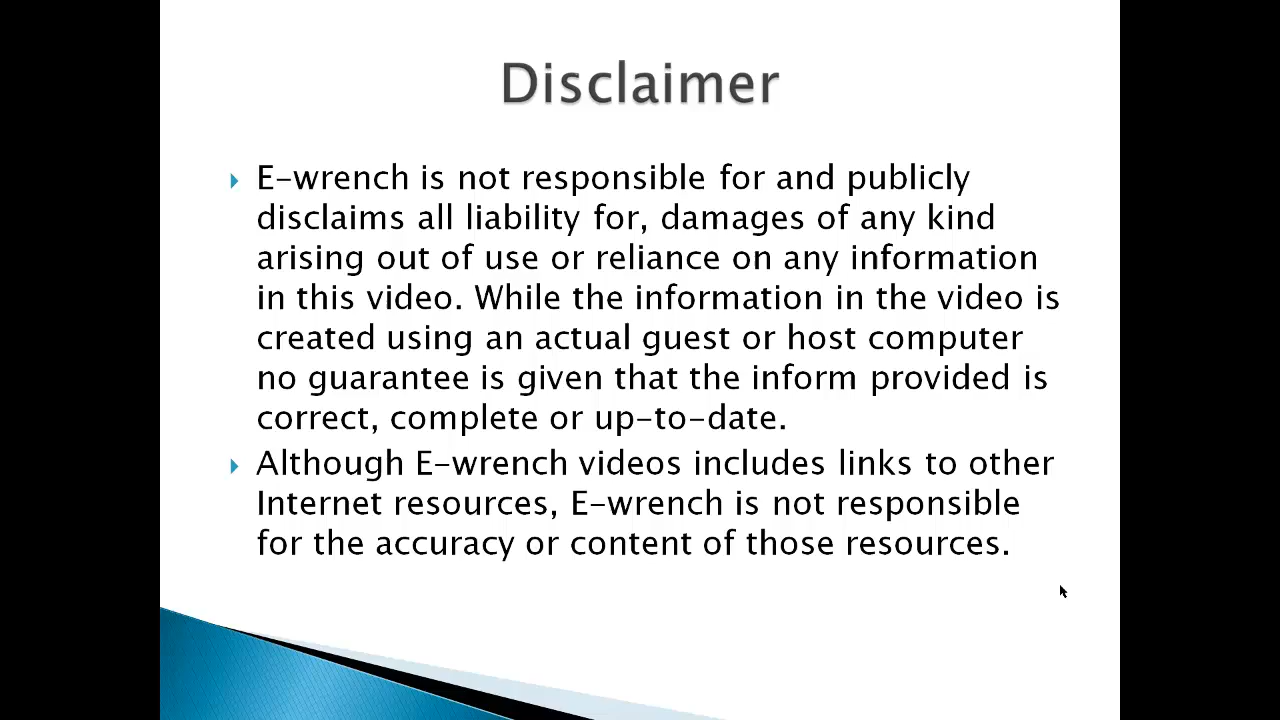 Disclaimer
E-wrench is not responsible for and publicly
disclaims all liability for, damages of any kind
arising out of use or reliance on any information
in this video. While the information in the video is
created using an actual guest or host computer
no guarantee is given that the inform provided is
correct, complete or up-to-date.
Although E-wrench videos includes links to other
Internet resources, E-wrench is not responsible
for the accuracy or content of those resources.